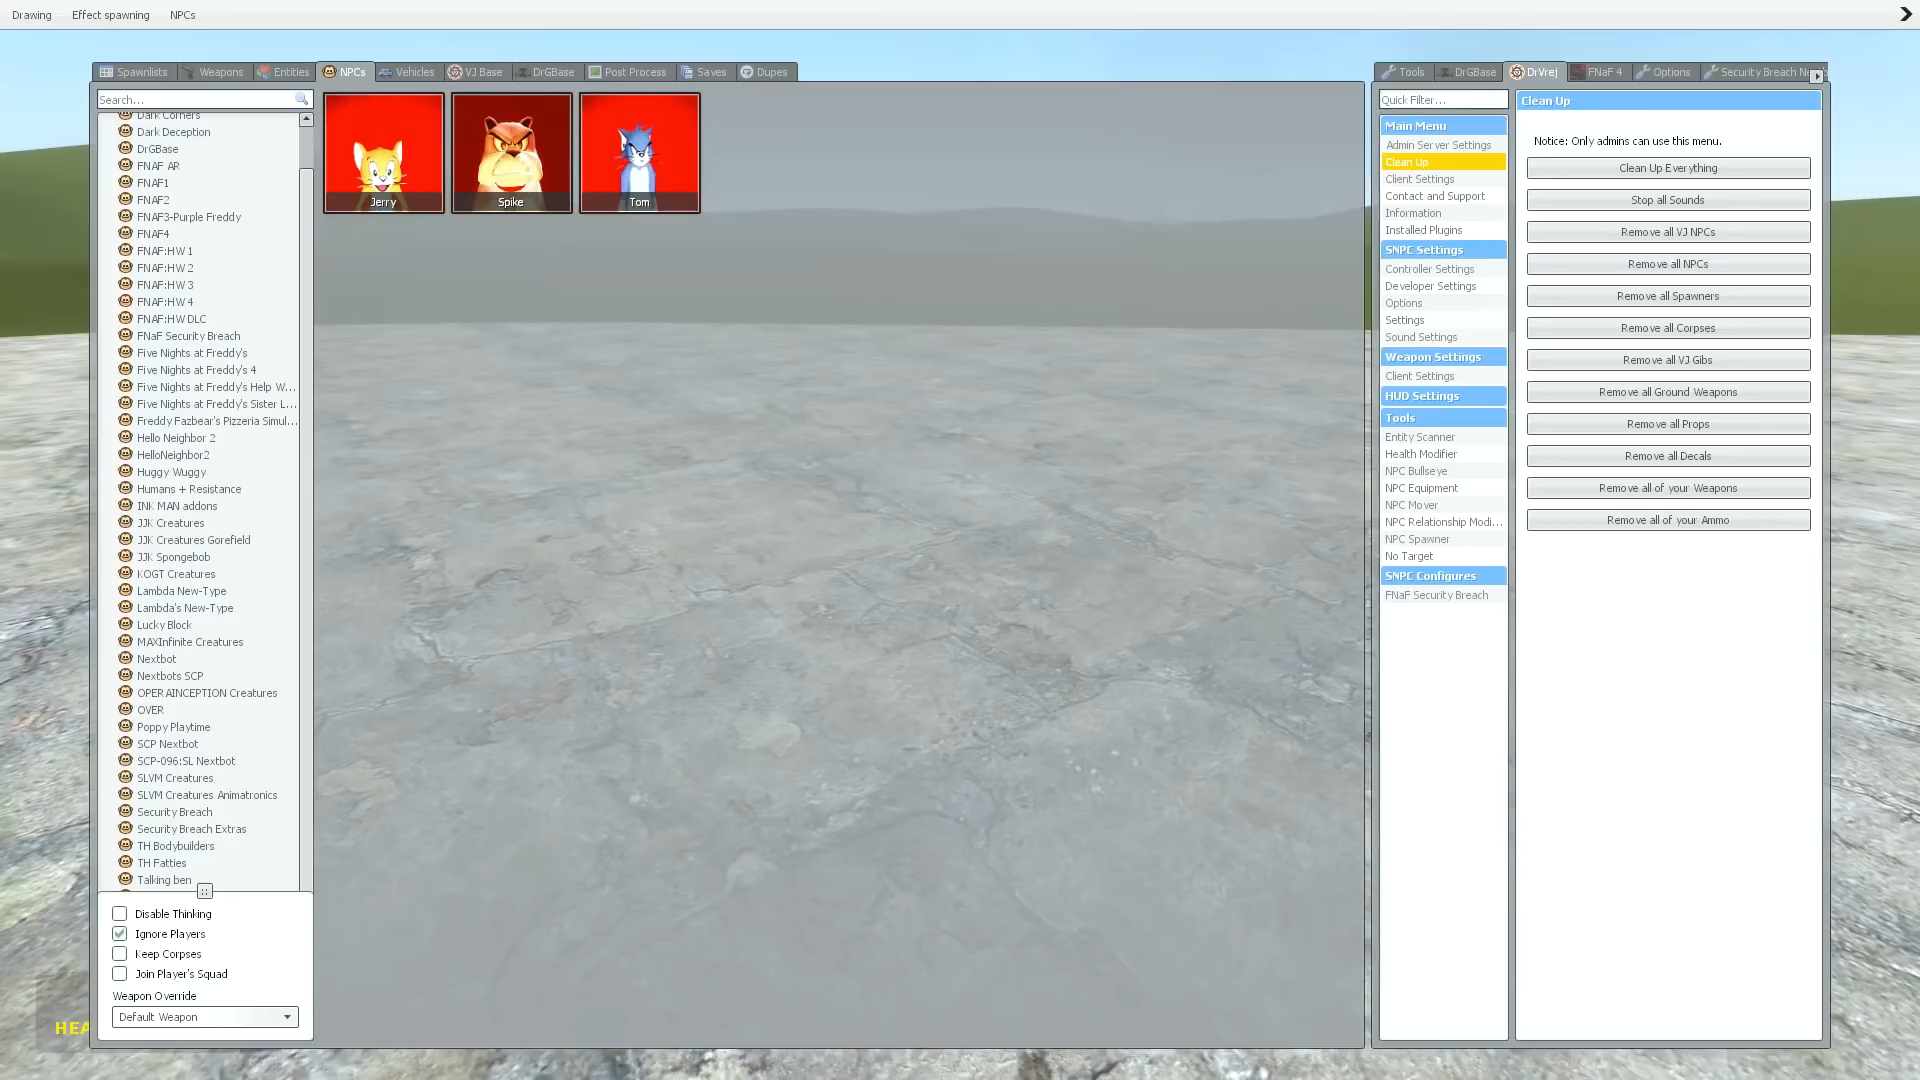 Drawing Effect spawning NPCs
Spawnlists Weapons Entities NPCs Vehicles VJ Base DrGBase Post Process Saves Dupes
Search...
Dark Corners
Dark Deception
DrGBase
FNAF AR
FNAF1
FNAF2
FNAF3-Purple Freddy
FNAF4
FNAF:HW 1
FNAF:HW 2
FNAF:HW 3
FNAF:HW 4
FNAF:HW DLC
FNaF Security Breach
Five Nights at Freddy's
Five Nights at Freddy's 4
Five Nights at Freddy's Help W...
Five Nights at Freddy's Sister L...
Freddy Fazbear's Pizzeria Simul...
Hello Neighbor 2
HelloNeighbor2
Huggy Wuggy
Humans + Resistance
INK MAN addons
JJK Creatures
JJK Creatures Gorefield
JJK Spongebob
KOGT Creatures
Lambda New-Type
Lambda's New-Type
Lucky Block
MAXInfinite Creatures
Nextbot
Nextbots SCP
OPERAINCEPTION Creatures
OVER
Poppy Playtime
SCP Nextbot
SCP-096:SL Nextbot
SLVM Creatures
SLVM Creatures Animatronics
Security Breach
Security Breach Extras
TH Bodybuilders
TH Fatties
Talking ben
Disable Thinking
Ignore Players
Keep Corpses
Join Player's Squad
Weapon Override
Default Weapon
HEA
Jerry Spike Tom
Tools DrGBase DrVrej FNaF 4 Options Security Breach
Quick Filter...
Main Menu
Admin Server Settings
Clean Up
Client Settings
Contact and Support
Information
Installed Plugins
SNPC Settings
Controller Settings
Developer Settings
Options
Settings
Sound Settings
Weapon Settings
Client Settings
HUD Settings
Tools
Entity Scanner
Health Modifier
NPC Bullseye
NPC Equipment
NPC Mover
NPC Relationship Modi...
NPC Spawner
No Target
SNPC Configures
FNaF Security Breach
Clean Up
Notice: Only admins can use this menu.
Clean Up Everything
Stop all Sounds
Remove all VJ NPCs
Remove all NPCs
Remove all Spawners
Remove all Corpses
Remove all VJ Gibs
Remove all Ground Weapons
Remove all Props
Remove all Decals
Remove all of your Weapons
Remove all of your Ammo